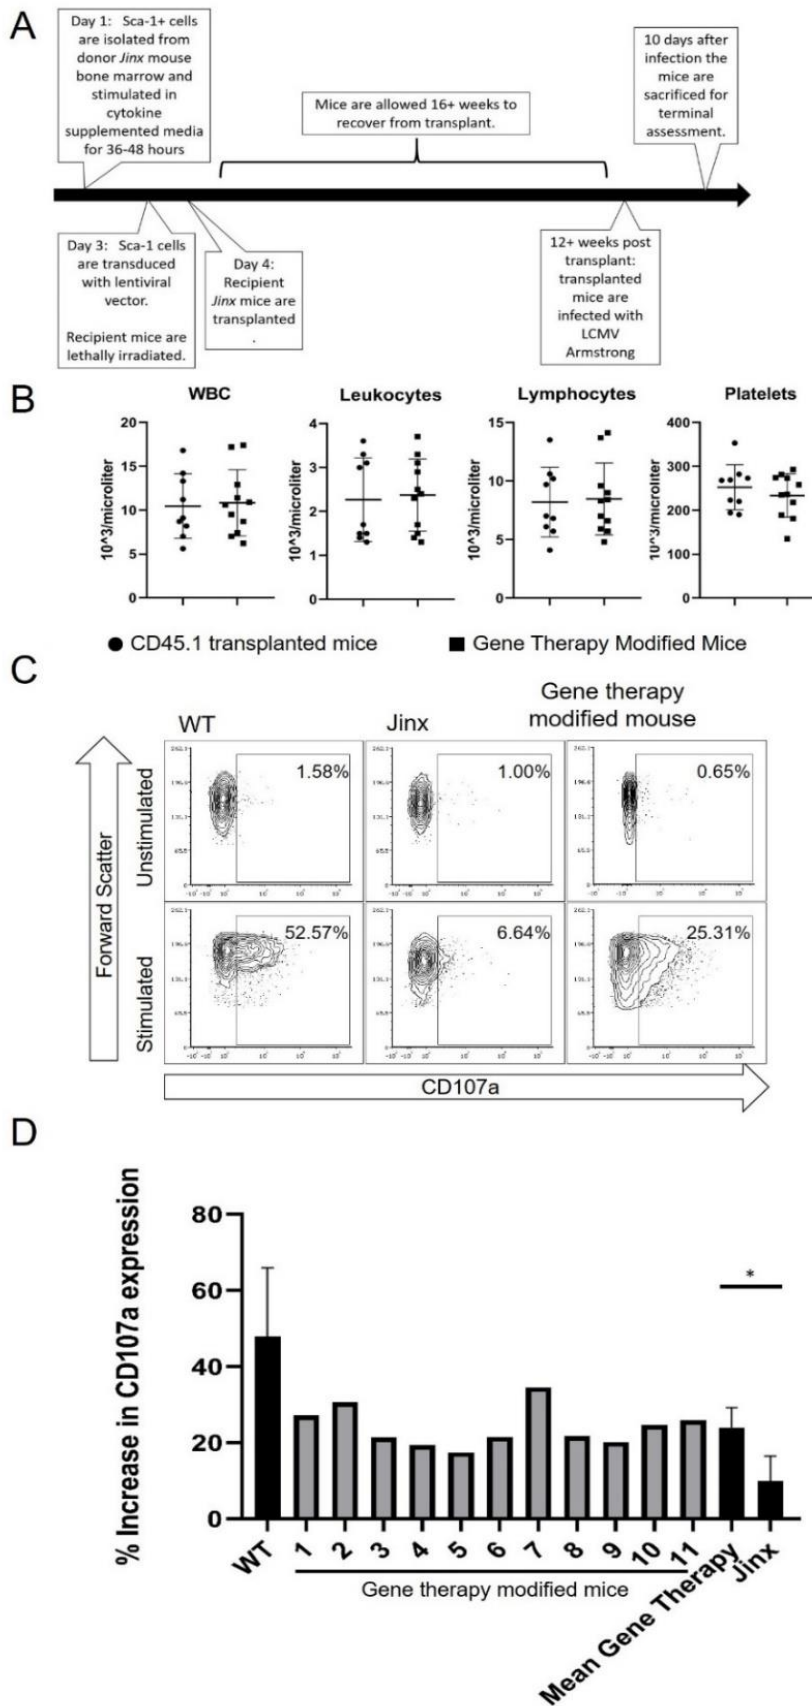 A
Day 1: Sca-1+ cells
are isolated from
donor Jinx mouse
bone marrow and
stimulated in
cytokine
supplemented media
for 36-48 hours
Mice are allowed 16+ weeks to
recover from transplant.
10 days after
infection the
mice are
sacrificed for
terminal
assessment.
Day 3: Sca-1 cells
are transduced
with lentiviral
vector.
Recipient mice are
lethally irradiated.
Day 4:
Recipient
Jinx mice are
transplanted
.
12+ weeks post
transplant:
transplanted
mice are
infected with
LCMV
Armstrong
B
WBC
10^3/microliter
20
15
10
5
0
Leukocytes
10^3/microliter
4
3
2
1
0
Lymphocytes
10^3/microliter
15
10
5
0
Platelets
10^3/microliter
400
300
200
100
0
CD45.1 transplanted mice
Gene Therapy Modified Mice
C
WT
Jinx
Gene therapy
modified mouse
Forward Scatter
Unstimulated
1.58%
1.00%
0.65%
Stimulated
52.57%
6.64%
25.31%
CD107a
D
% Increase in CD107a expression
80
60
40
20
0
*
WT
1
2
3
4
5
6
7
8
9
10
11
Mean Gene Therapy
Jinx
Gene therapy modified mice